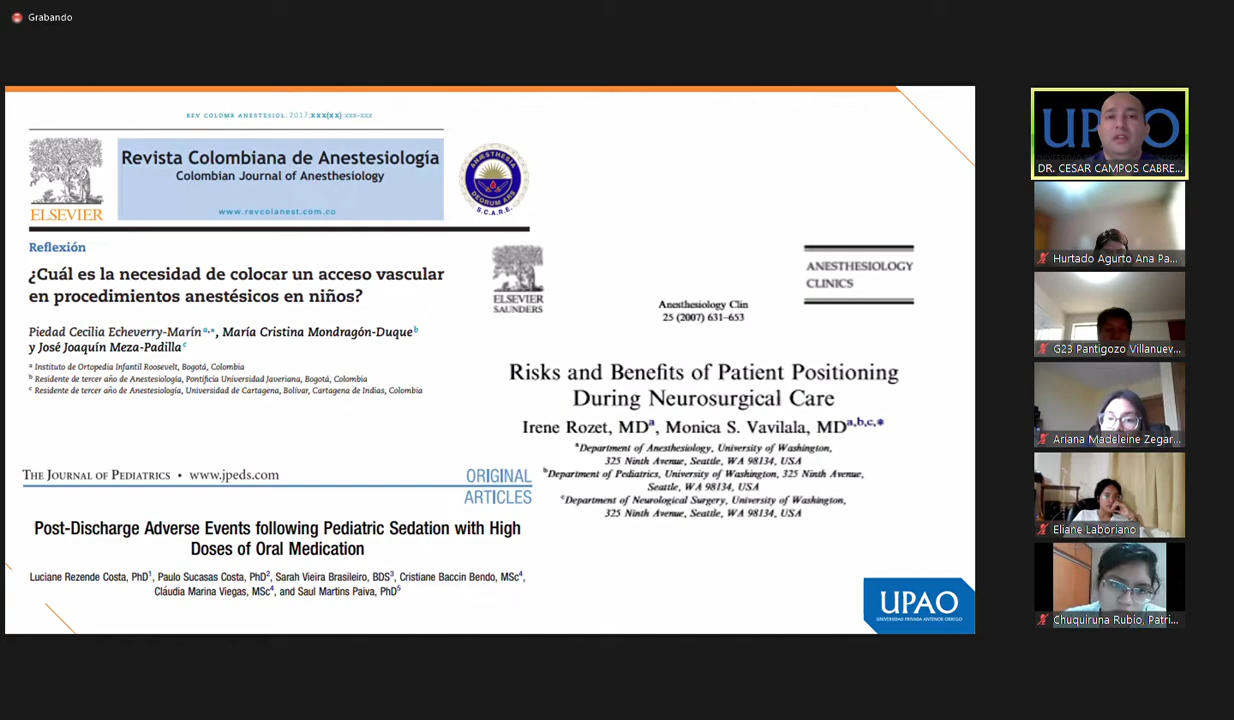 Grabando
REV COLOMB ANESTESIOL. 2017;xxx(xx):xxx-xxx
ELSEVIER
Revista Colombiana de Anestesiología
Colombian Journal of Anesthesiology
www.revcolanest.com.co
ANÆSTHESIA
DEORUM ARS
S.C.A.R.E.
Reflexión
¿Cuál es la necesidad de colocar un acceso vascular
en procedimientos anestésicos en niños?
Piedad Cecilia Echeverry-Marín a,*, María Cristina Mondragón-Duque b
y José Joaquín Meza-Padilla c
a Instituto de Ortopedia Infantil Roosevelt, Bogotá, Colombia
b Residente de tercer año de Anestesiología, Pontificia Universidad Javeriana, Bogotá, Colombia
c Residente de tercer año de Anestesiología, Universidad de Cartagena, Bolívar, Cartagena de Indias, Colombia
ELSEVIER
SAUNDERS
Anesthesiology Clin
25 (2007) 631–653
ANESTHESIOLOGY
CLINICS
Risks and Benefits of Patient Positioning
During Neurosurgical Care
Irene Rozet, MDa, Monica S. Vavilala, MDa,b,c,*
aDepartment of Anesthesiology, University of Washington,
325 Ninth Avenue, Seattle, WA 98134, USA
bDepartment of Pediatrics, University of Washington, 325 Ninth Avenue,
Seattle, WA 98134, USA
cDepartment of Neurological Surgery, University of Washington,
325 Ninth Avenue, Seattle, WA 98134, USA
THE JOURNAL OF PEDIATRICS • www.jpeds.com
ORIGINAL
ARTICLES
Post-Discharge Adverse Events following Pediatric Sedation with High
Doses of Oral Medication
Luciane Rezende Costa, PhD1, Paulo Sucasas Costa, PhD2, Sarah Vieira Brasileiro, BDS3, Cristiane Baccin Bendo, MSc4,
Cláudia Marina Viegas, MSc4, and Saul Martins Paiva, PhD5
UPAO
UNIVERSIDAD PRIVADA ANTENOR ORREGO
UPAO
DR. CESAR CAMPOS CABRE...
Hurtado Agurto Ana Pa...
G23 Pantigozo Villanuev...
Ariana Madeleine Zegar...
Eliane Laboriano
Chuquiruna Rubio, Patri...